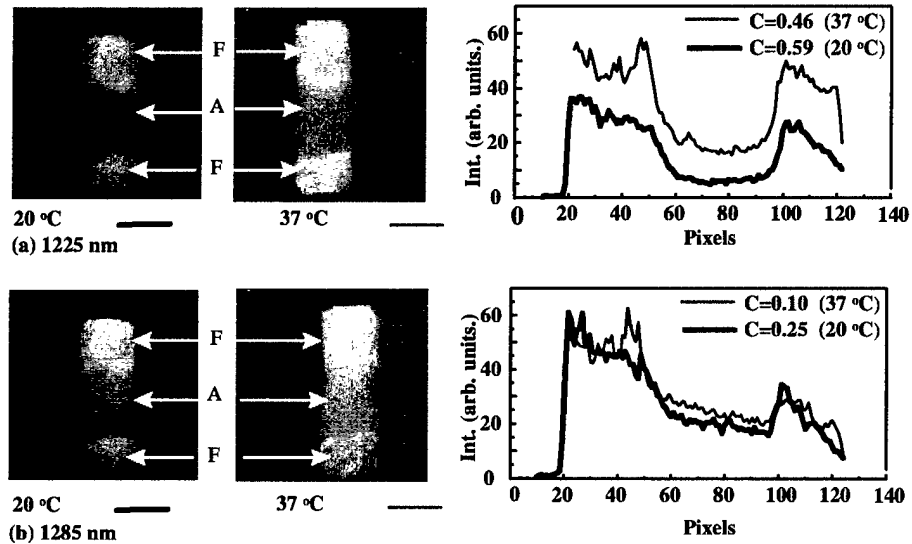 F
A
F
20 °C
37 °C
(a) 1225 nm
C=0.46 (37 °C)
C=0.59 (20 °C)
Int. (arb. units.)
60
40
20
0
0 20 40 60 80 100 120 140
Pixels
F
A
F
20 °C
37 °C
(b) 1285 nm
C=0.10 (37 °C)
C=0.25 (20 °C)
Int. (arb. units.)
60
40
20
0
0 20 40 60 80 100 120 140
Pixels